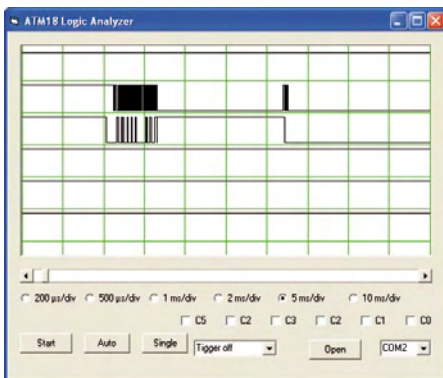 ATM18 Logic Analyzer
200 µs/div 500 µs/div 1 ms/div 2 ms/div 5 ms/div 10 ms/div
C5 C2 C3 C2 C1 C0
Start Auto Single Tigger off Open COM2